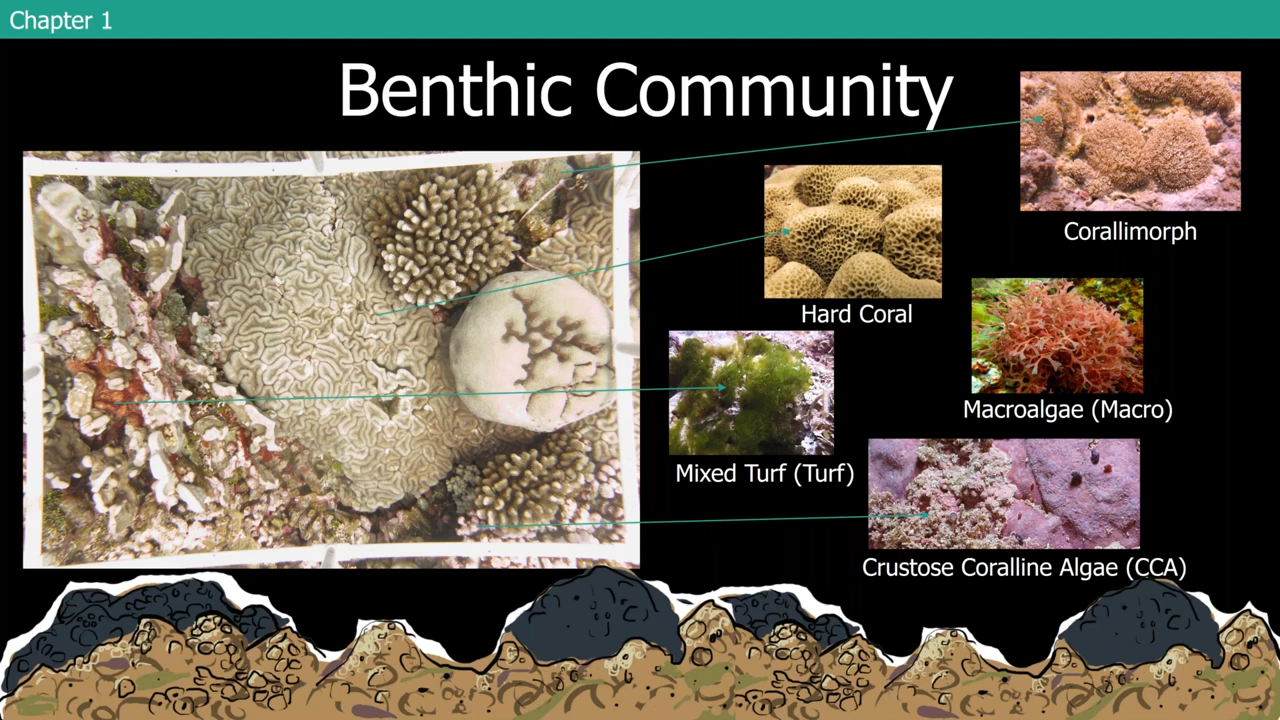 Chapter 1
Benthic Community
Corallimorph
Hard Coral
Macroalgae (Macro)
Mixed Turf (Turf)
Crustose Coralline Algae (CCA)